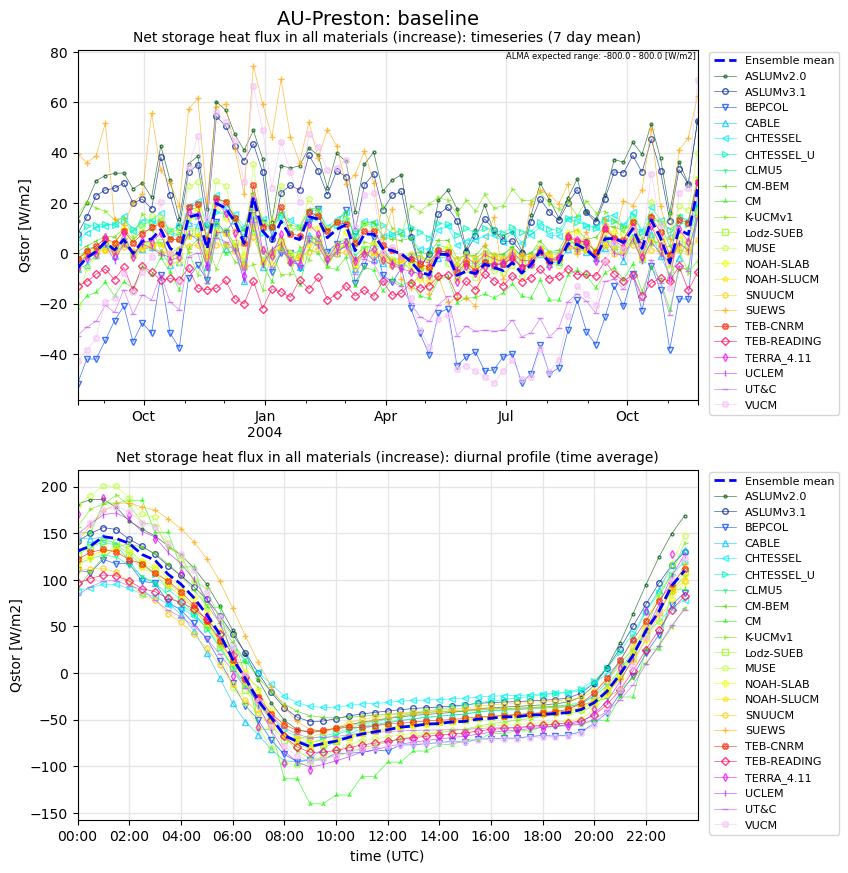 AU-Preston: baseline
Net storage heat flux in all materials (increase): timeseries (7 day mean)
ALMA expected range: -800.0 - 800.0 [W/m2]
Qstor [W/m2]
80
60
40
20
0
−20
−40
Oct
Jan
2004
Apr
Jul
Oct
Ensemble mean
ASLUMv2.0
ASLUMv3.1
BEPCOL
CABLE
CHTESSEL
CHTESSEL_U
CLMU5
CM-BEM
CM
K-UCMv1
Lodz-SUEB
MUSE
NOAH-SLAB
NOAH-SLUCM
SNUUCM
SUEWS
TEB-CNRM
TEB-READING
TERRA_4.11
UCLEM
UT&C
VUCM
Net storage heat flux in all materials (increase): diurnal profile (time average)
Qstor [W/m2]
200
150
100
50
0
−50
−100
−150
00:00 02:00 04:00 06:00 08:00 10:00 12:00 14:00 16:00 18:00 20:00 22:00
time (UTC)
Ensemble mean
ASLUMv2.0
ASLUMv3.1
BEPCOL
CABLE
CHTESSEL
CHTESSEL_U
CLMU5
CM-BEM
CM
K-UCMv1
Lodz-SUEB
MUSE
NOAH-SLAB
NOAH-SLUCM
SNUUCM
SUEWS
TEB-CNRM
TEB-READING
TERRA_4.11
UCLEM
UT&C
VUCM